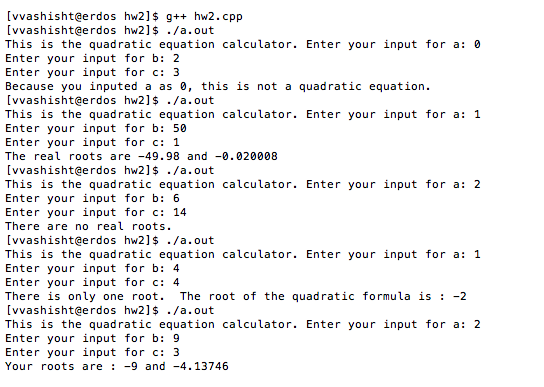 [vvashisht@erdos hw2]$ g++ hw2.cpp
[vvashisht@erdos hw2]$ ./a.out
This is the quadratic equation calculator. Enter your input for a: 0
Enter your input for b: 2
Enter your input for c: 3
Because you inputed a as 0, this is not a quadratic equation.
[vvashisht@erdos hw2]$ ./a.out
This is the quadratic equation calculator. Enter your input for a: 1
Enter your input for b: 50
Enter your input for c: 1
The real roots are -49.98 and -0.020008
[vvashisht@erdos hw2]$ ./a.out
This is the quadratic equation calculator. Enter your input for a: 2
Enter your input for b: 6
Enter your input for c: 14
There are no real roots.
[vvashisht@erdos hw2]$ ./a.out
This is the quadratic equation calculator. Enter your input for a: 1
Enter your input for b: 4
Enter your input for c: 4
There is only one root.  The root of the quadratic formula is : -2
[vvashisht@erdos hw2]$ ./a.out
This is the quadratic equation calculator. Enter your input for a: 2
Enter your input for b: 9
Enter your input for c: 3
Your roots are : -9 and -4.13746